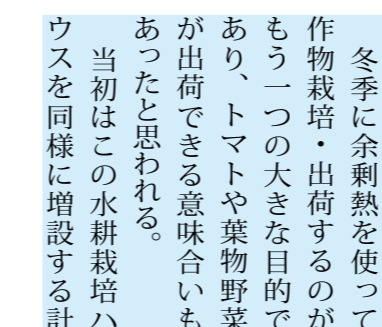 冬季に余剰熱を使って
作物栽培・出荷するのが
もう一つの大きな目的で
あり、トマトや葉物野菜
が出荷できる意味合いも
あったと思われる。
当初はこの水耕栽培ハ
ウスを同様に増設する計